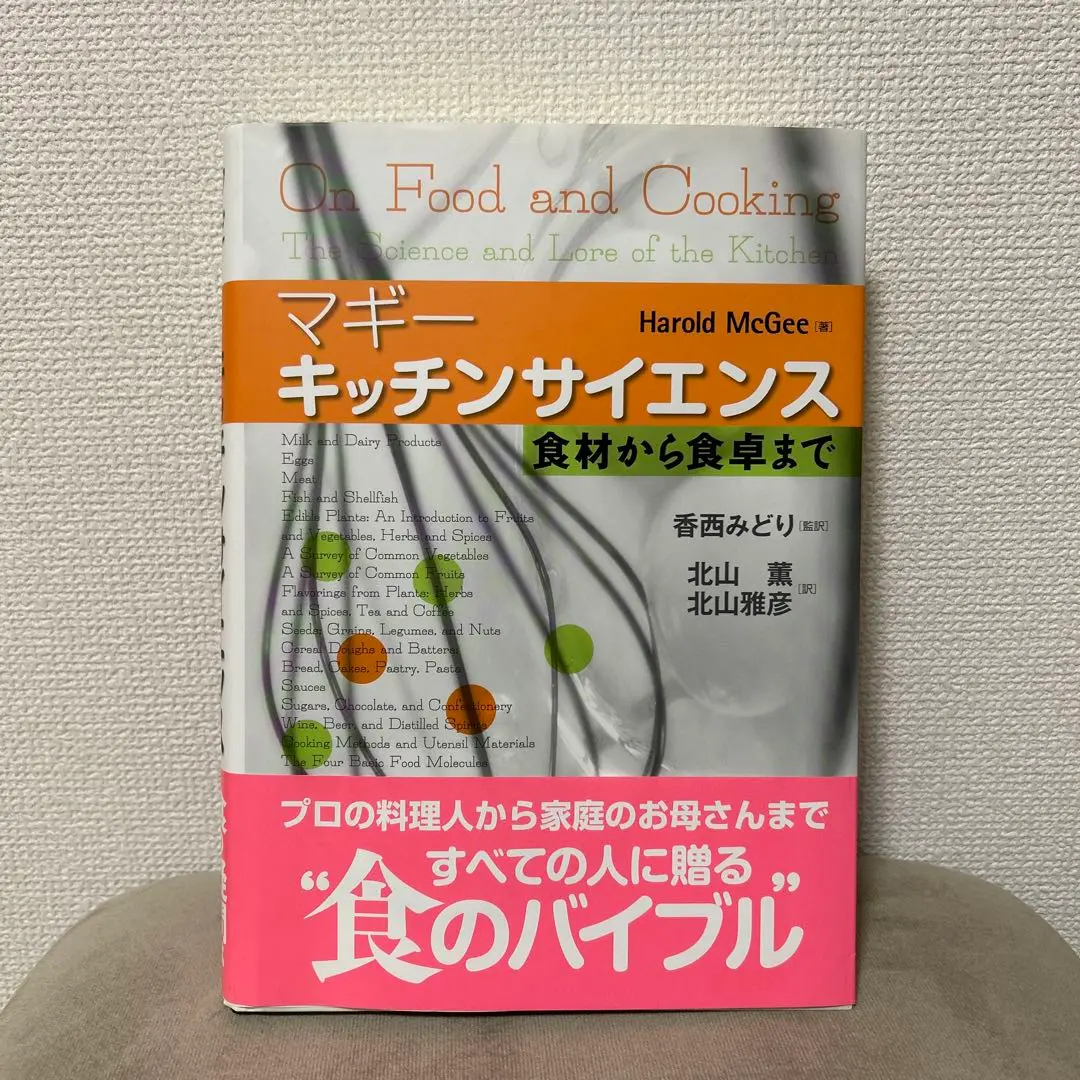 On Food and Cooking
The Science and Lore of the Kitchen
マギー
Harold McGee [著]
キッチンサイエンス
食材から食卓まで
Milk and Dairy Products
Eggs
Meat
Fish and Shellfish
Edible Plants: An Introduction to Fruits
and Vegetables, Herbs and Spices
A Survey of Common Vegetables
A Survey of Common Fruits
Flavorings from Plants: Herbs
and Spices, Tea and Coffee
Seeds: Grains, Legumes, and Nuts
Cereal Doughs and Batters:
Bread, Cakes, Pastry, Pasta
Sauces
Sugars, Chocolate, and Confectionery
Wine, Beer, and Distilled Spirits
Cooking Methods and Utensil Materials
The Four Basic Food Molecules
香西みどり [監訳]
北山 薫
北山雅彦 [訳]
プロの料理人から家庭のお母さんまで
すべての人に贈る
“食のバイブル”